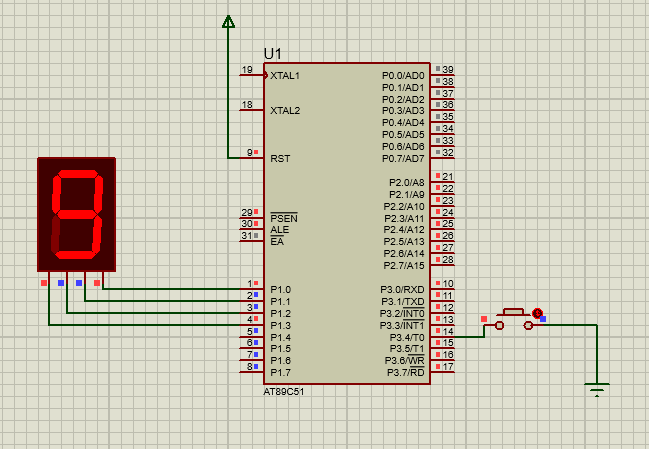 U1
19 XTAL1 P0.0/AD0 39
P0.1/AD1 38
P0.2/AD2 37
18 XTAL2 P0.3/AD3 36
P0.4/AD4 35
P0.5/AD5 34
P0.6/AD6 33
9 RST P0.7/AD7 32
P2.0/A8 21
P2.1/A9 22
P2.2/A10 23
29 PSEN P2.3/A11 24
30 ALE P2.4/A12 25
31 EA P2.5/A13 26
P2.6/A14 27
P2.7/A15 28
1 P1.0 P3.0/RXD 10
2 P1.1 P3.1/TXD 11
3 P1.2 P3.2/INT0 12
4 P1.3 P3.3/INT1 13
5 P1.4 P3.4/T0 14
6 P1.5 P3.5/T1 15
7 P1.6 P3.6/WR 16
8 P1.7 P3.7/RD 17
AT89C51
9